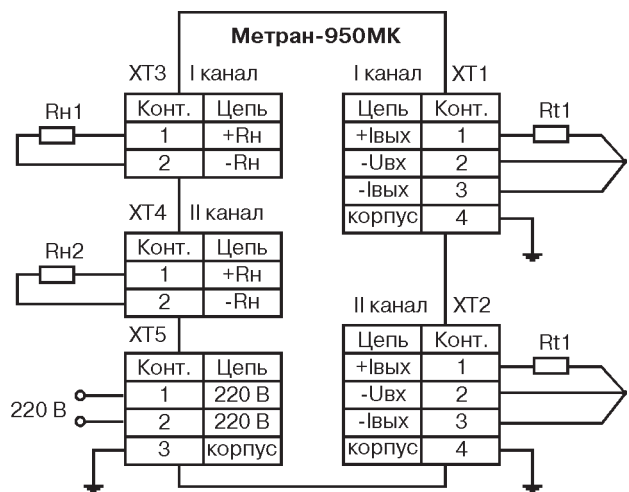 Метран-950МК
XT3 I канал
Rн1
Конт. Цепь
1 +Rн
2 -Rн
XT4 II канал
Rн2
Конт. Цепь
1 +Rн
2 -Rн
XT5
Конт. Цепь
220 В
1 220 В
2 220 В
3 корпус
I канал XT1
Цепь Конт.
+Iвых 1
-Uвх 2
-Iвых 3
корпус 4
Rt1
II канал XT2
Цепь Конт.
+Iвых 1
-Uвх 2
-Iвых 3
корпус 4
Rt1